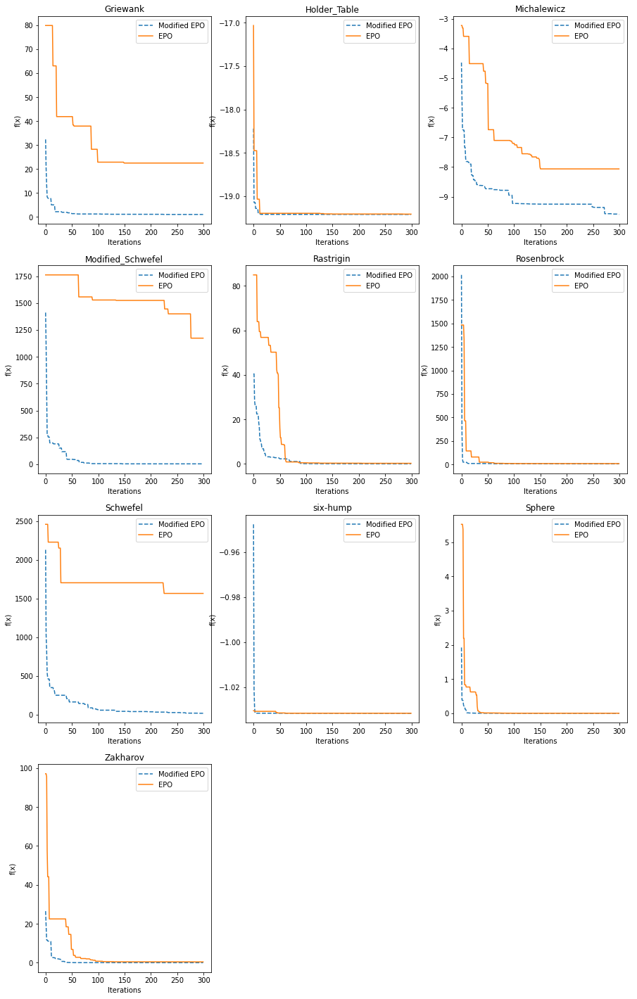 Griewank
Modified EPO
EPO
f(x)
80
70
60
50
40
30
20
10
0
0 50 100 150 200 250 300
Iterations
Holder_Table
Modified EPO
EPO
f(x)
−17.0
−17.5
−18.0
−18.5
−19.0
0 50 100 150 200 250 300
Iterations
Michalewicz
Modified EPO
EPO
f(x)
−3
−4
−5
−6
−7
−8
−9
0 50 100 150 200 250 300
Iterations
Modified_Schwefel
Modified EPO
EPO
f(x)
1750
1500
1250
1000
750
500
250
0
0 50 100 150 200 250 300
Iterations
Rastrigin
Modified EPO
EPO
f(x)
80
60
40
20
0
0 50 100 150 200 250 300
Iterations
Rosenbrock
Modified EPO
EPO
f(x)
2000
1750
1500
1250
1000
750
500
250
0
0 50 100 150 200 250 300
Iterations
Schwefel
Modified EPO
EPO
f(x)
2500
2000
1500
1000
500
0
0 50 100 150 200 250 300
Iterations
six-hump
Modified EPO
EPO
f(x)
−0.96
−0.98
−1.00
−1.02
0 50 100 150 200 250 300
Iterations
Sphere
Modified EPO
EPO
f(x)
5
4
3
2
1
0
0 50 100 150 200 250 300
Iterations
Zakharov
Modified EPO
EPO
f(x)
100
80
60
40
20
0
0 50 100 150 200 250 300
Iterations